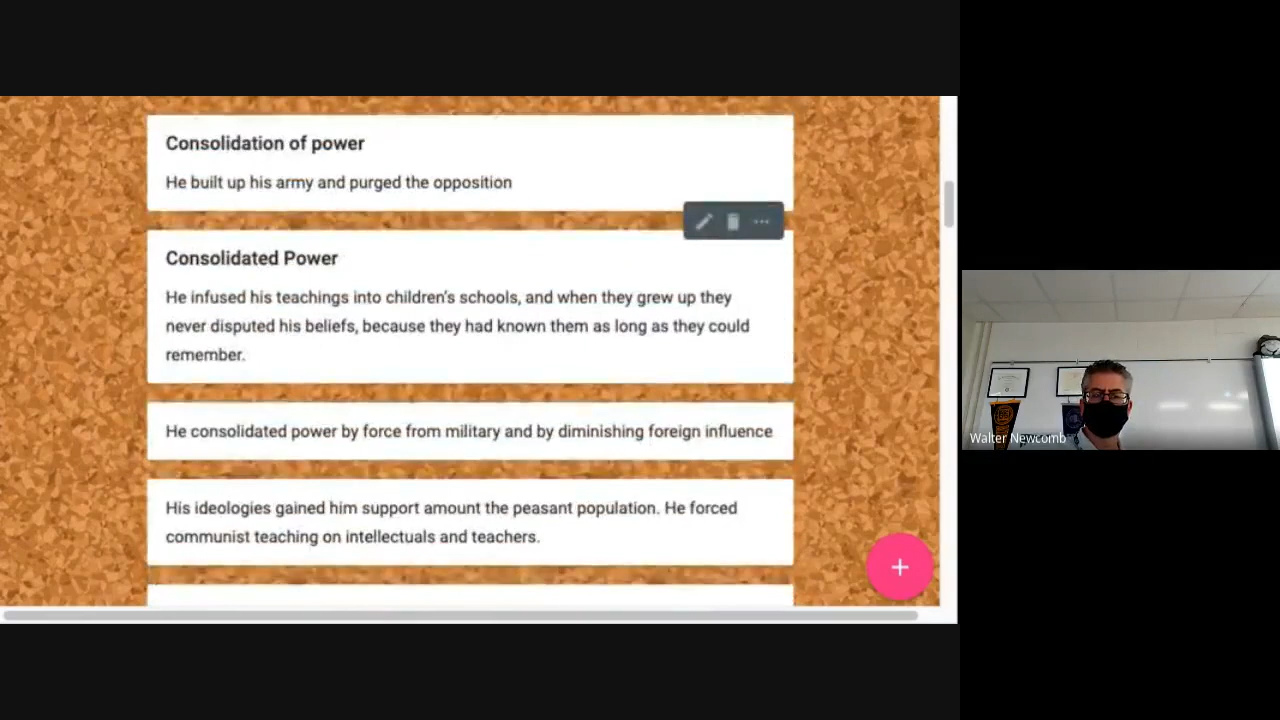 Consolidation of power
He built up his army and purged the opposition
Consolidated Power
He infused his teachings into children's schools, and when they grew up they
never disputed his beliefs, because they had known them as long as they could
remember.
He consolidated power by force from military and by diminishing foreign influence
His ideologies gained him support amount the peasant population. He forced
communist teaching on intellectuals and teachers.
Walter Newcomb